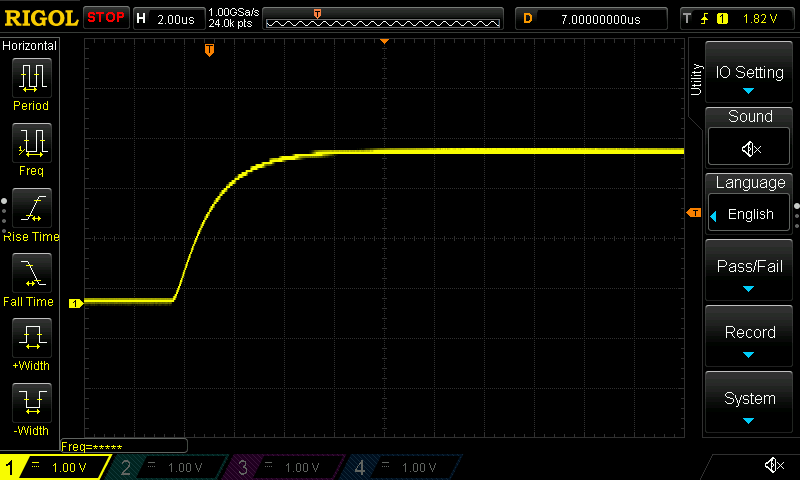 RIGOL STOP H 2.00us 1.00GSa/s 24.0k pts D 7.00000000us T 1 1.82 V
Horizontal
Period
Freq
Rise Time
Fall Time
+Width
-Width
T
T
1
Freq=*****
Utility
IO Setting
Sound
Language
English
Pass/Fail
Record
System
1 = 1.00 V 2 = 1.00 V 3 = 1.00 V 4 = 1.00 V